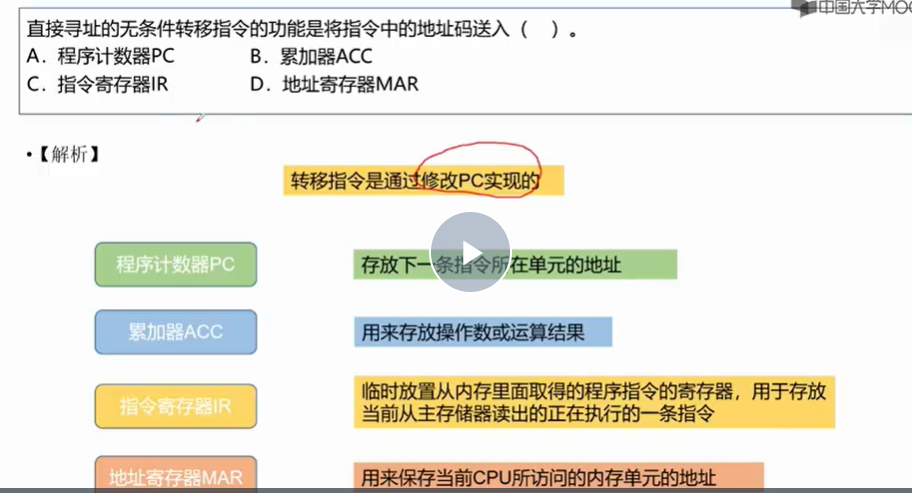 中国大学MOO
直接寻址的无条件转移指令的功能是将指令中的地址码送入（ ）。
A．程序计数器PC B．累加器ACC
C．指令寄存器IR D．地址寄存器MAR
•【解析】
转移指令是通过修改PC实现的
程序计数器PC 存放下一条指令所在单元的地址
累加器ACC 用来存放操作数或运算结果
指令寄存器IR 临时放置从内存里面取得的程序指令的寄存器，用于存放
当前从主存储器读出的正在执行的一条指令
地址寄存器MAR 用来保存当前CPU所访问的内存单元的地址